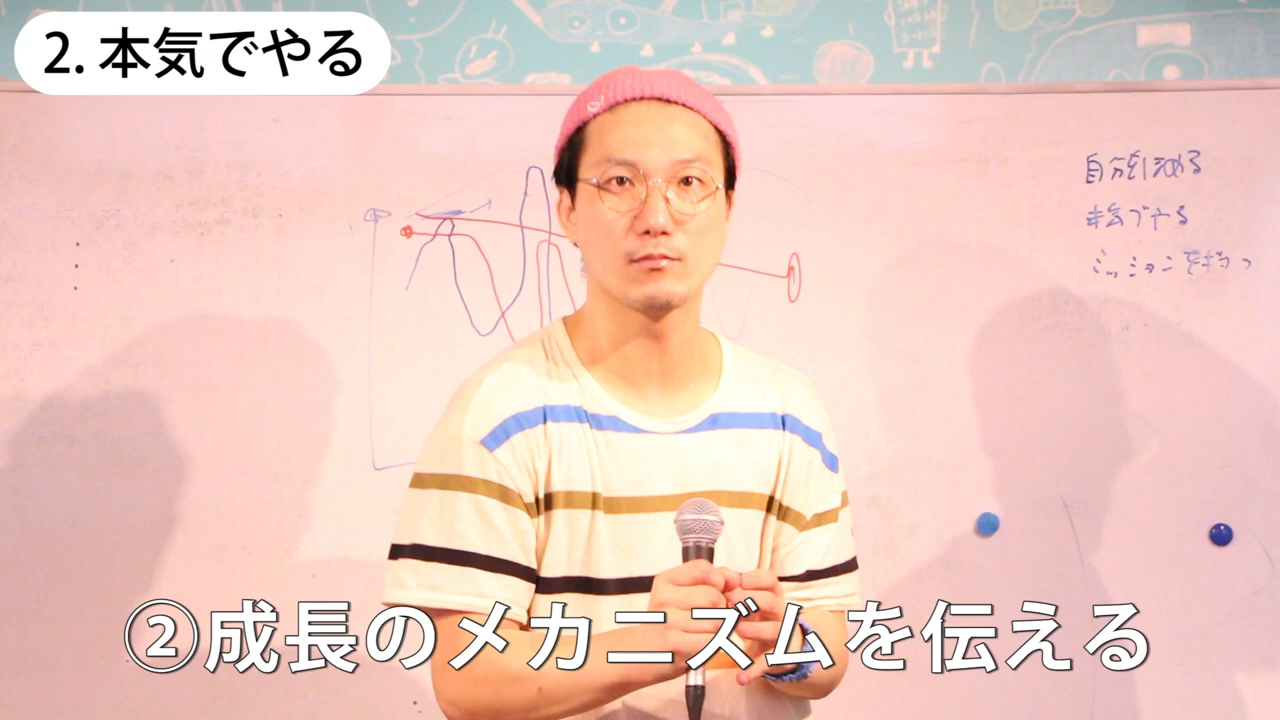 2. 本気でやる
自分を決める
本気でやる
ミッションを持つ
②成長のメカニズムを伝える